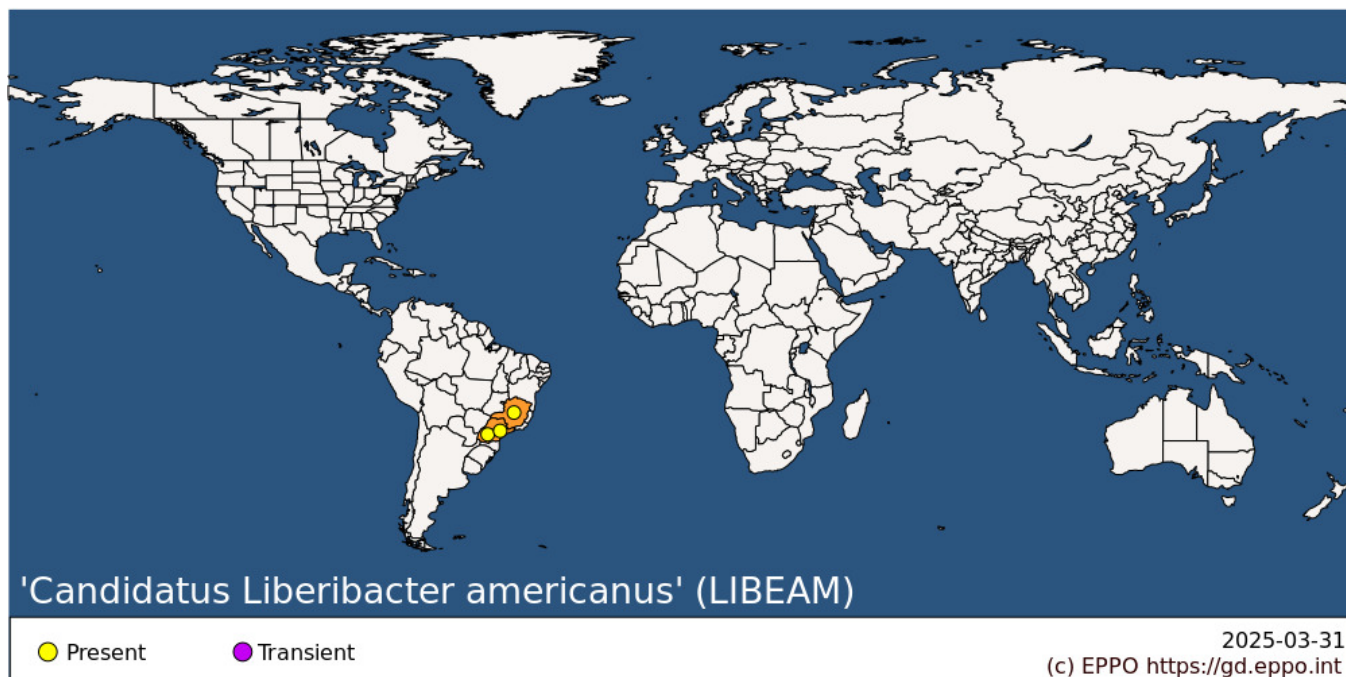 'Candidatus Liberibacter americanus' (LIBEAM)
Present
Transient
2025-03-31
(c) EPPO https://gd.eppo.int